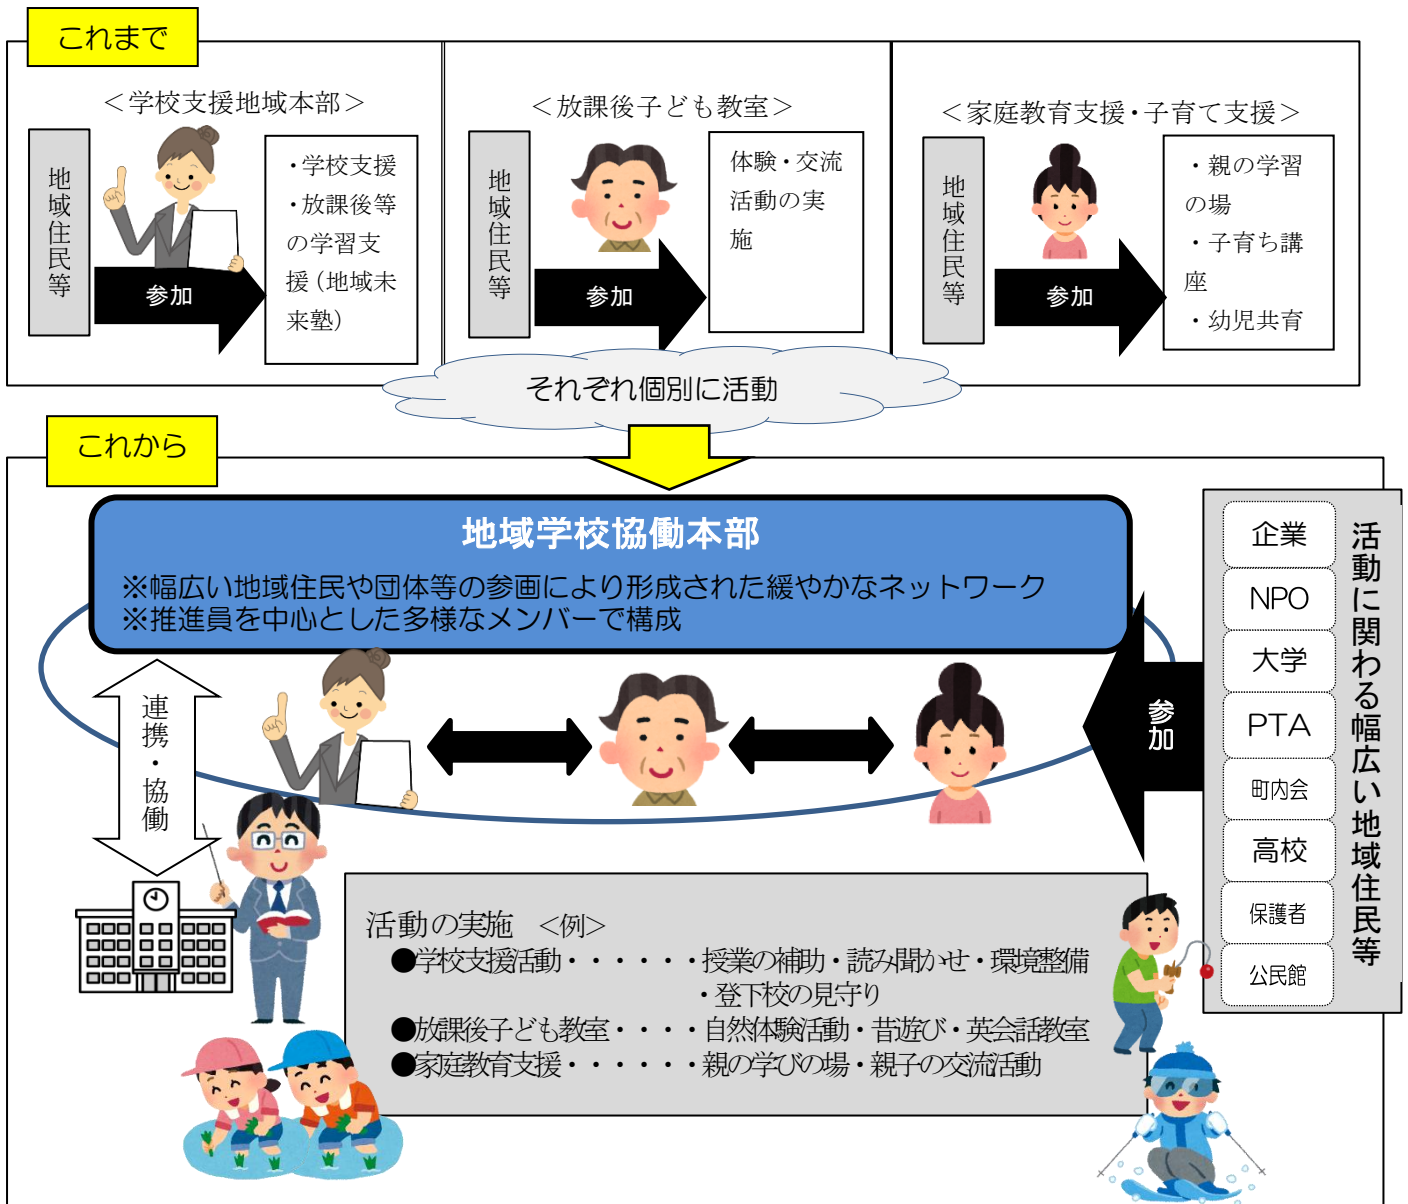 これまで
＜学校支援地域本部＞
地域住民等
参加
・学校支援
・放課後等
の学習支
援（地域未
来塾）
＜放課後子ども教室＞
地域住民等
参加
体験・交流
活動の実
施
＜家庭教育支援・子育て支援＞
地域住民等
参加
・親の学習
の場
・子育ち講
座
・幼児共育
それぞれ個別に活動
これから
地域学校協働本部
※幅広い地域住民や団体等の参画により形成された緩やかなネットワーク
※推進員を中心とした多様なメンバーで構成
連携・協働
参加
企業
NPO
大学
PTA
町内会
高校
保護者
公民館
活動に関わる幅広い地域住民等
活動の実施　＜例＞
●学校支援活動・・・・・・授業の補助・読み聞かせ・環境整備
・登下校の見守り
●放課後子ども教室・・・・自然体験活動・昔遊び・英会話教室
●家庭教育支援・・・・・・親の学びの場・親子の交流活動